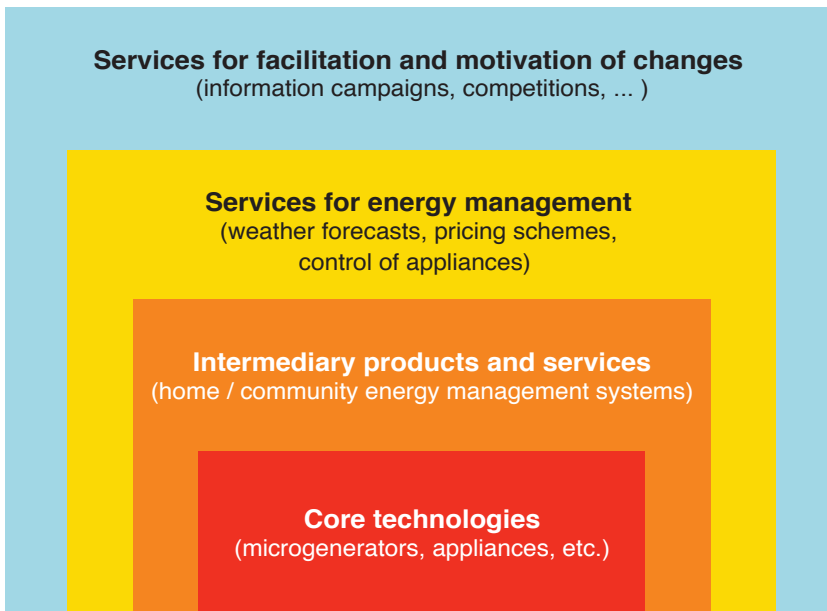 Services for facilitation and motivation of changes
(information campaigns, competitions, ... )
Services for energy management
(weather forecasts, pricing schemes,
control of appliances)
Intermediary products and services
(home / community energy management systems)
Core technologies
(microgenerators, appliances, etc.)